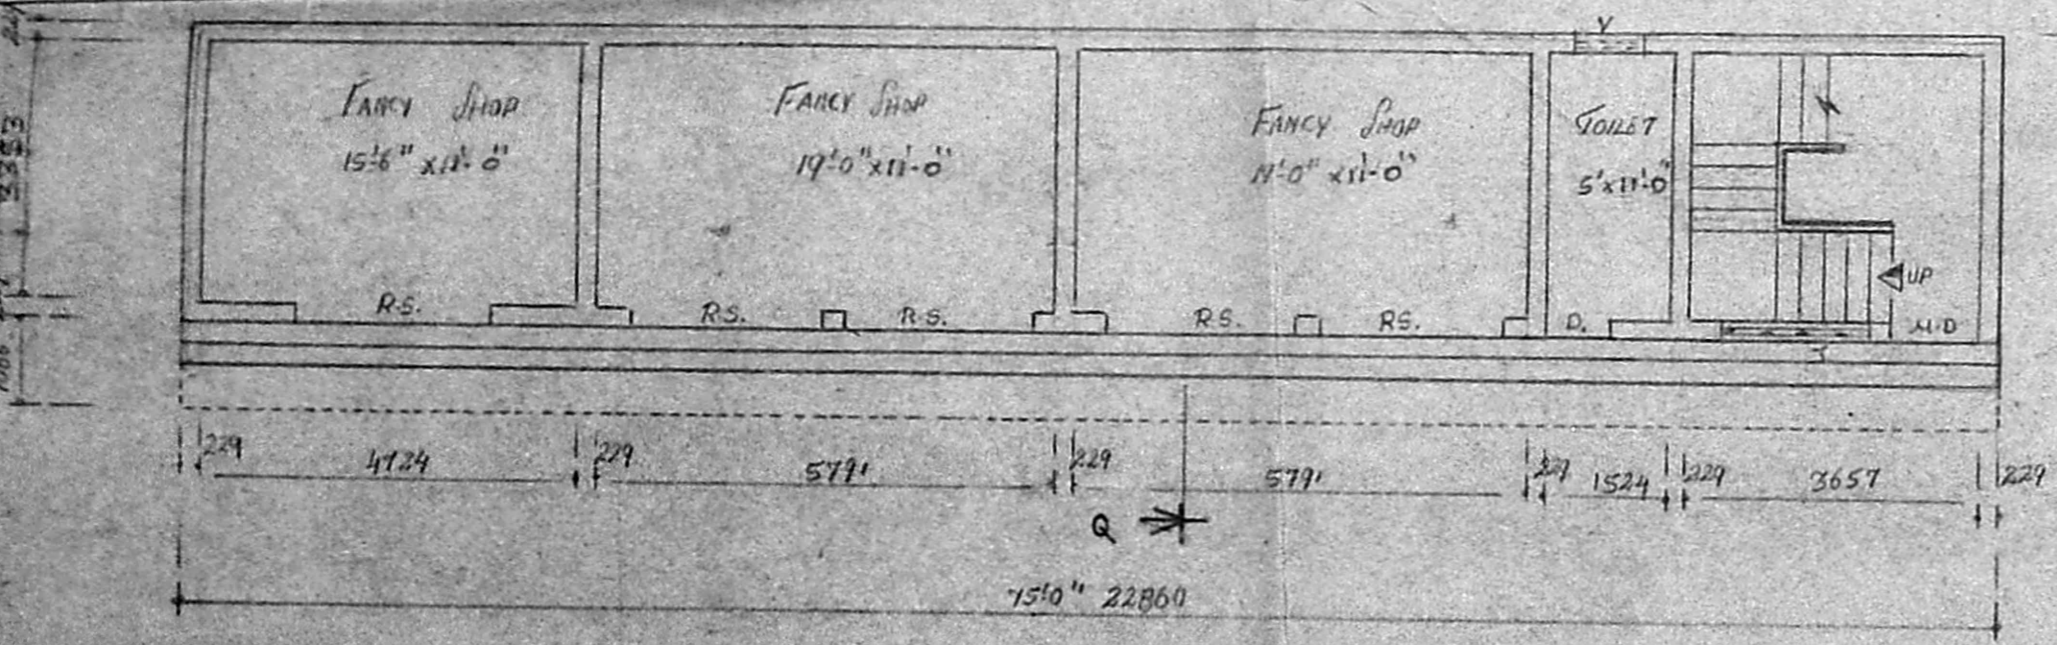 V
FANCY SHOP
15'-6" x 11'-0"
FANCY SHOP
19'-0" x 11'-0"
FANCY SHOP
19'-0" x 11'-0"
TOILET
5' x 11'-0"
UP
3353
R.S.
R.S.
R.S.
R.S.
R.S.
D.
M.D
229
4724
229
5791
229
5791
229
1524
229
3657
229
Q
75'-0" 22860